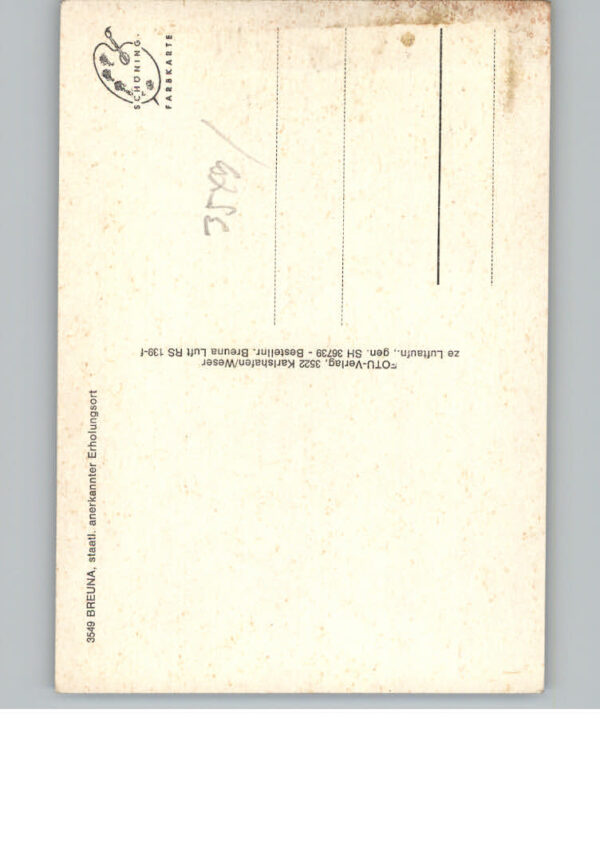 SCHÖNING
FARBKARTE
3549/
FOTU-Verlag, 3522 Karlshafen/Weser
ze Luftaufn., gen. SH 36739 - Bestellnr. Breuna Luft RS 139-f
3549 BREUNA, staatl. anerkannter Erholungsort